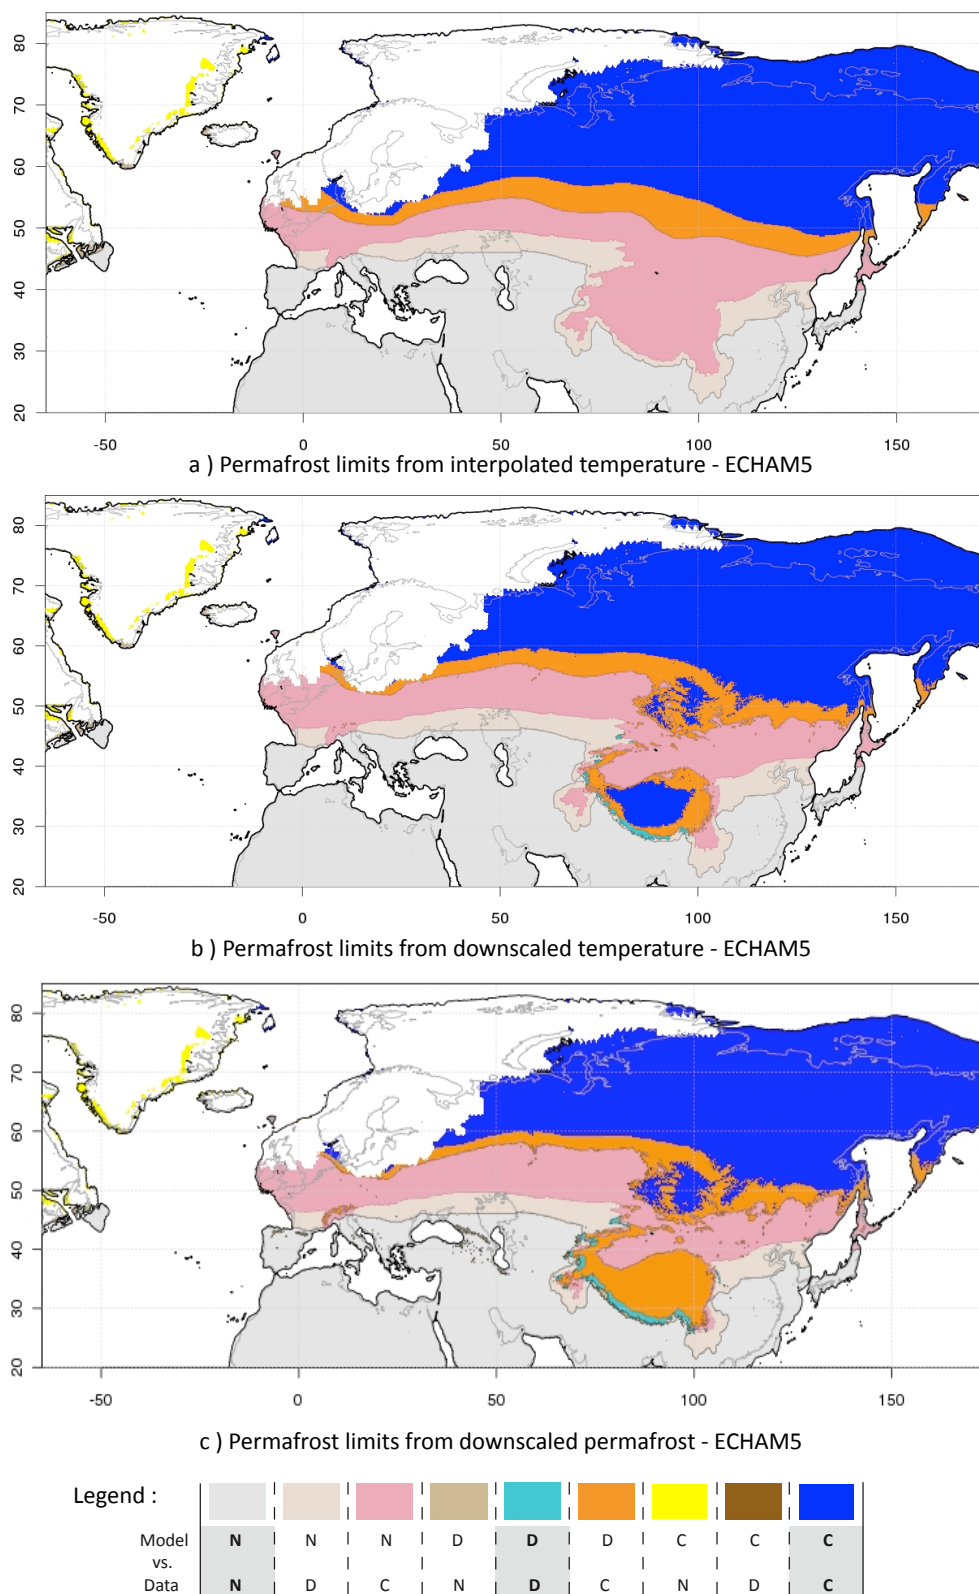 80
70
60
50
40
30
20
-50 0 50 100 150
a ) Permafrost limits from interpolated temperature - ECHAM5
80
70
60
50
40
30
20
-50 0 50 100 150
b ) Permafrost limits from downscaled temperature - ECHAM5
80
70
60
50
40
30
20
-50 0 50 100 150
c ) Permafrost limits from downscaled permafrost - ECHAM5
Legend :
Model N N N D D D C C C
vs.
Data N D C N D C N D C